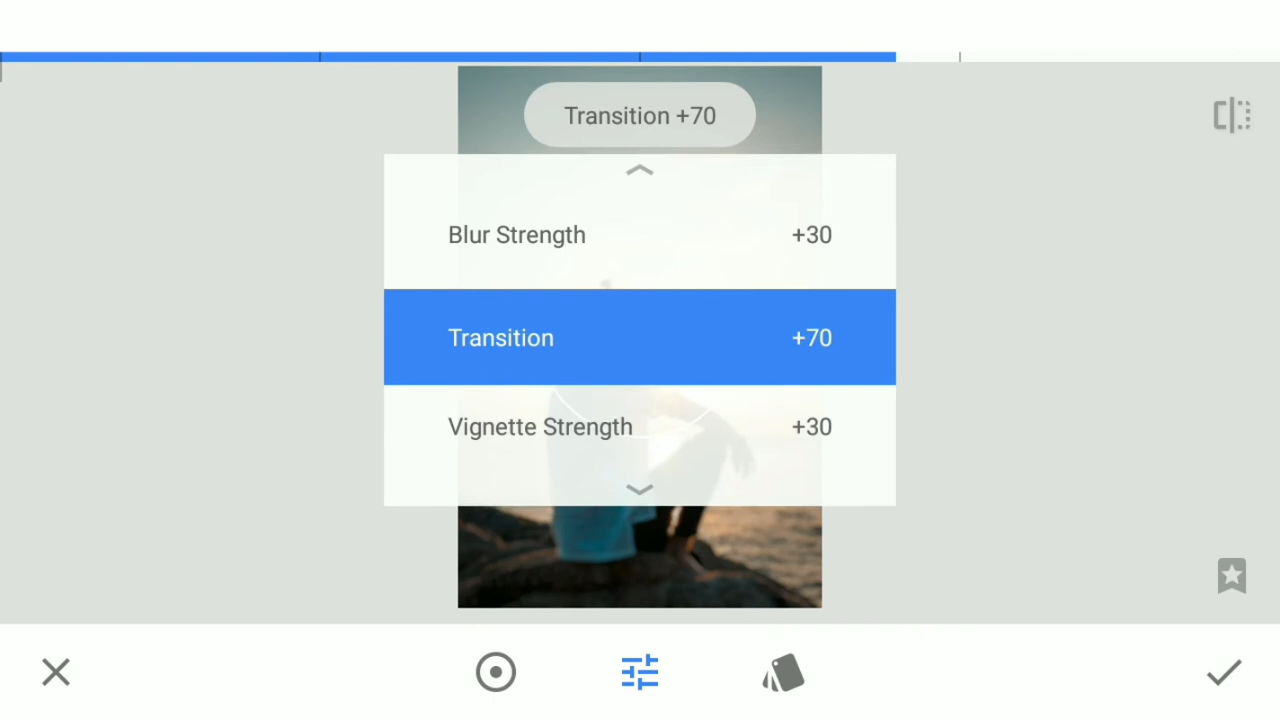 Transition +70
Blur Strength +30
Transition +70
Vignette Strength +30